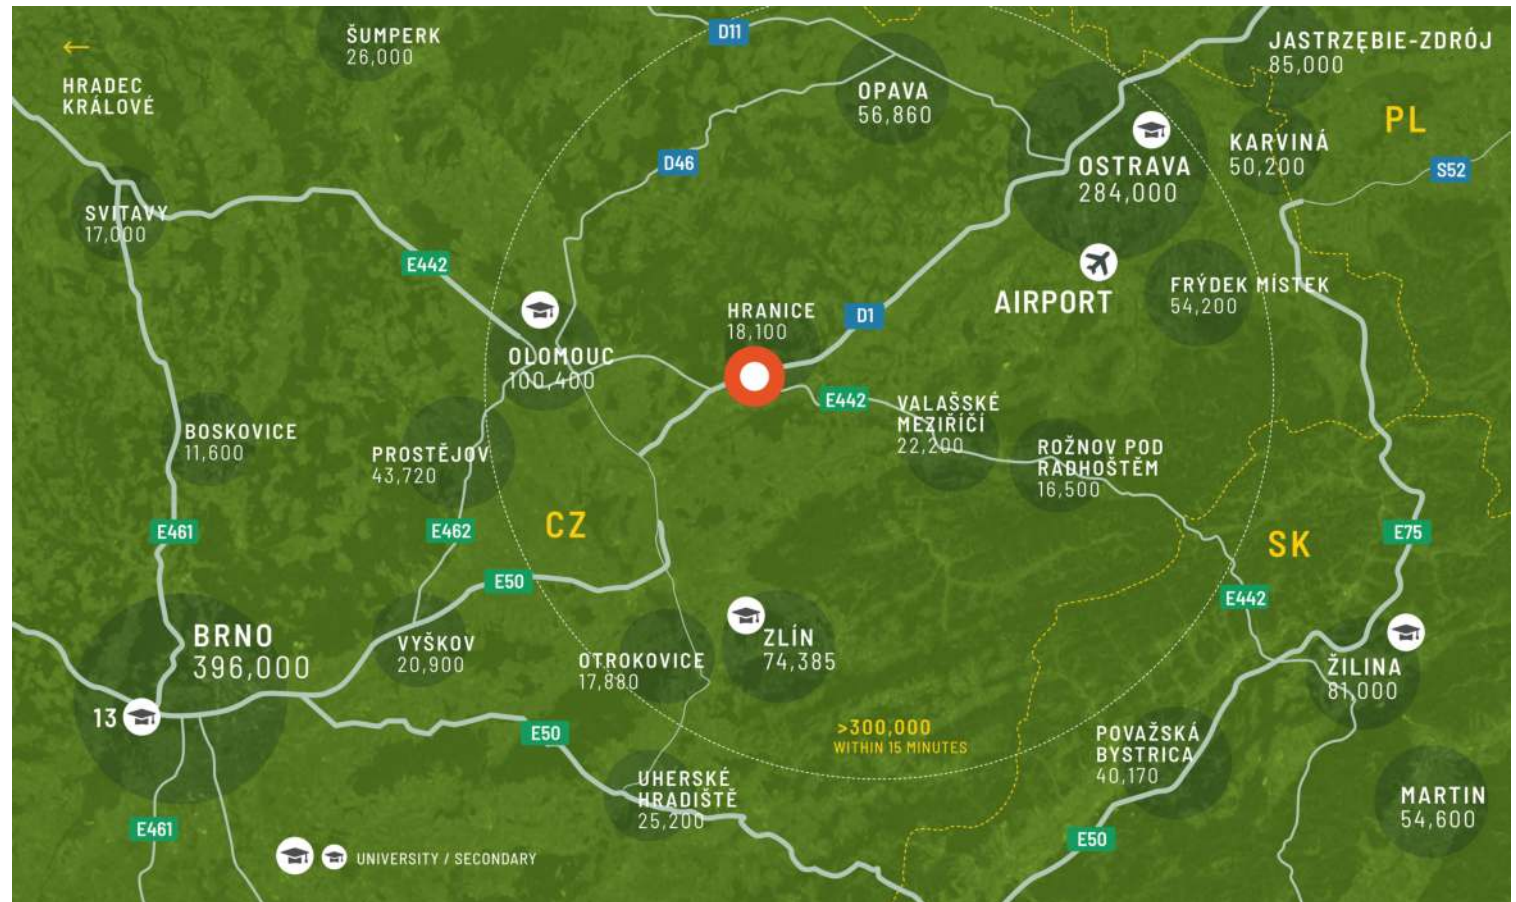 ŠUMPERK
26,000
D11
JASTRZĘBIE-ZDRÓJ
85,000
←
HRADEC
KRÁLOVÉ
OPAVA
56,860
PL
KARVINÁ
50,200
D46
OSTRAVA
284,000
S52
SVITAVY
17,000
E442
AIRPORT
FRÝDEK MÍSTEK
54,200
HRANICE
18,100
D1
OLOMOUC
100,400
E442
VALAŠSKÉ
MEZIŘÍČÍ
22,200
BOSKOVICE
11,600
PROSTĚJOV
43,720
ROŽNOV POD
RADHOŠTĚM
16,500
E461
E462
CZ
SK
E75
E50
E442
BRNO
396,000
VYŠKOV
20,900
OTROKOVICE
17,880
ZLÍN
74,385
ŽILINA
81,000
13
E50
>300,000
WITHIN 15 MINUTES
POVAŽSKÁ
BYSTRICA
40,170
UHERSKÉ
HRADIŠTĚ
25,200
MARTIN
54,600
E461
E50
UNIVERSITY / SECONDARY